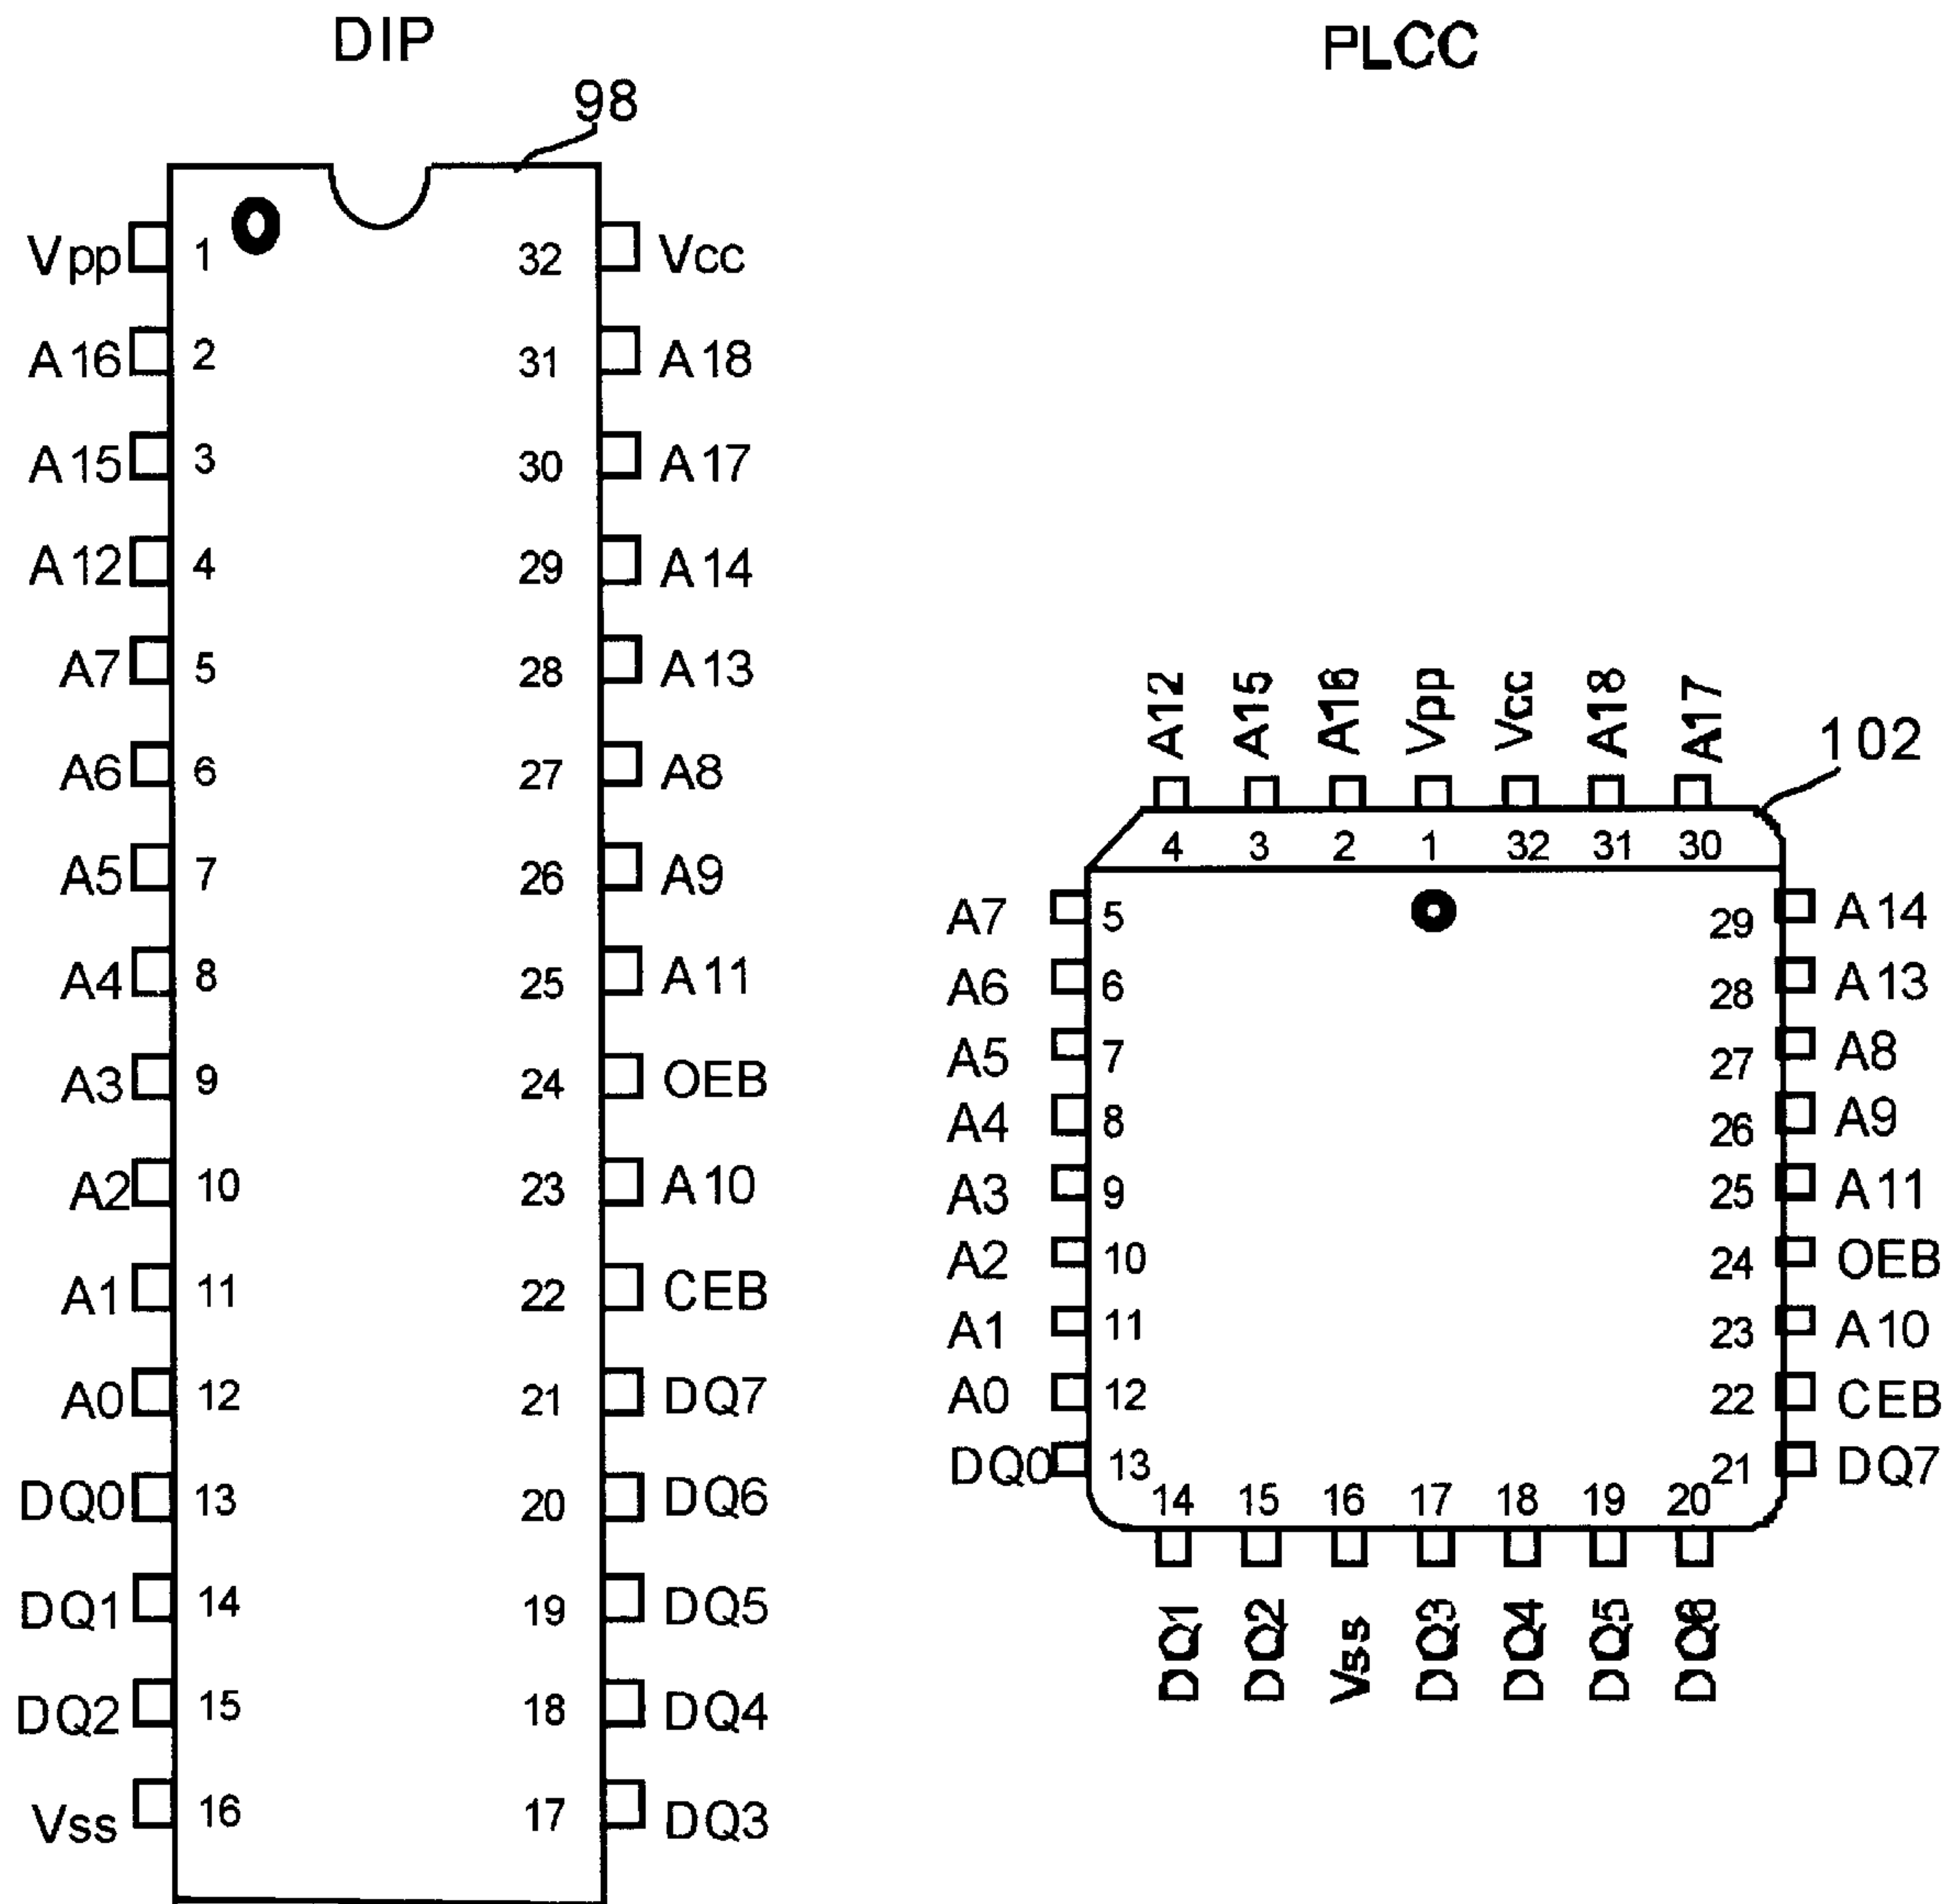 DIP
98
Vpp 1 32 Vcc
A16 2 31 A18
A15 3 30 A17
A12 4 29 A14
A7 5 28 A13
A6 6 27 A8
A5 7 26 A9
A4 8 25 A11
A3 9 24 OEB
A2 10 23 A10
A1 11 22 CEB
A0 12 21 DQ7
DQ0 13 20 DQ6
DQ1 14 19 DQ5
DQ2 15 18 DQ4
Vss 16 17 DQ3
PLCC
A12 A15 A16 Vpp Vcc A18 A17
102
4 3 2 1 32 31 30
A7 5 29 A14
A6 6 28 A13
A5 7 27 A8
A4 8 26 A9
A3 9 25 A11
A2 10 24 OEB
A1 11 23 A10
A0 12 22 CEB
DQ0 13 21 DQ7
14 15 16 17 18 19 20
DQ1 DQ2 Vss DQ3 DQ4 DQ5 DQ6